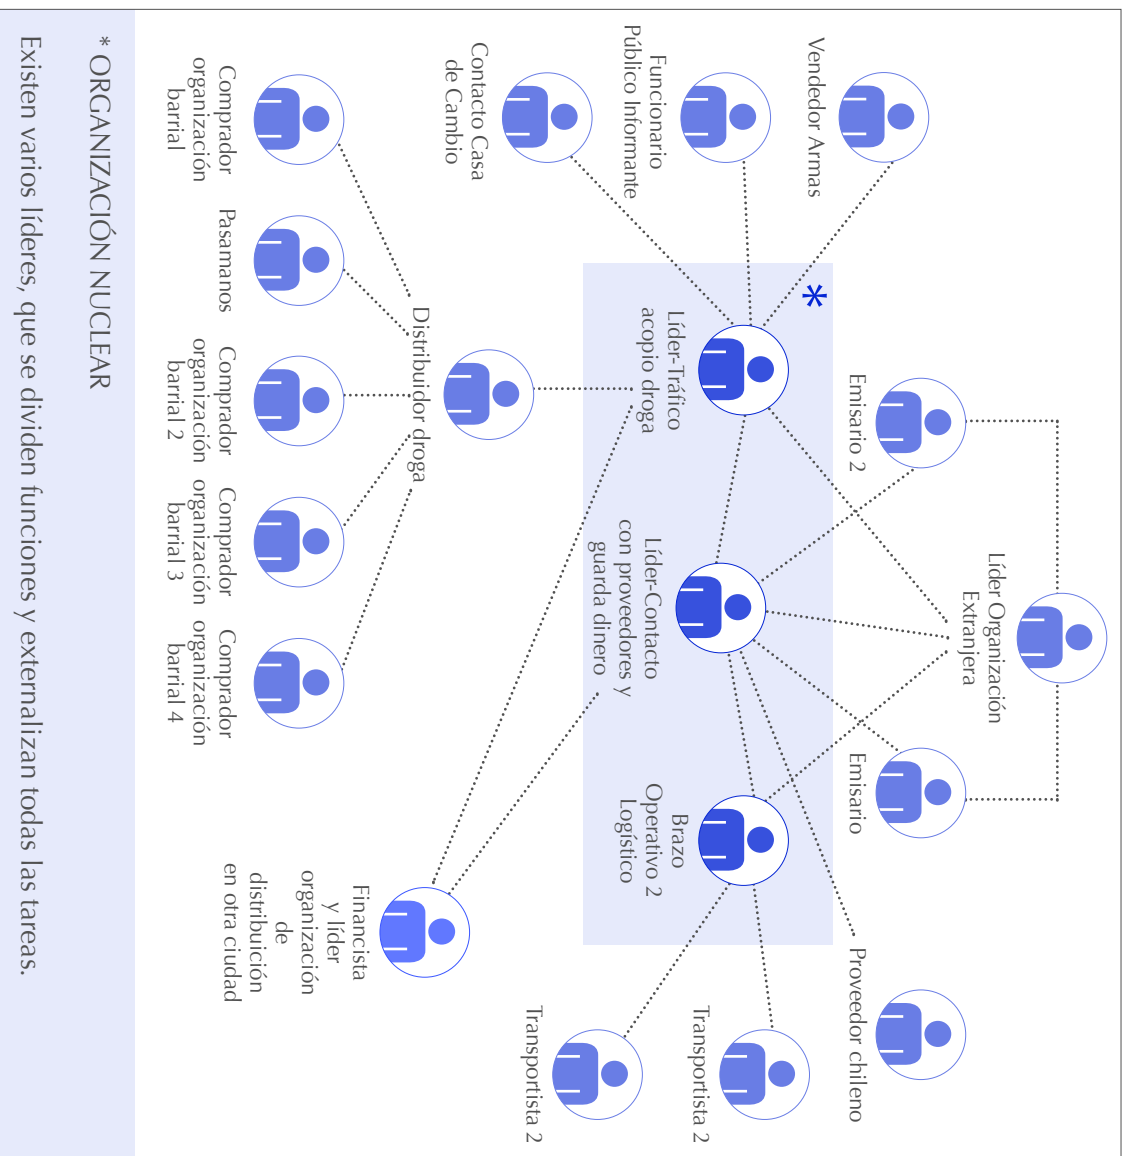 Líder Organización
Extranjera
Emisario 2
Emisario
Proveedor chileno
Vendedor Armas
*
Funcionario
Público Informante
Líder-Tráfico
acopio droga
Líder-Contacto
con proveedores y
guarda dinero
Brazo
Operativo 2
Logístico
Transportista 2
Transportista 2
Contacto Casa
de Cambio
Distribuidor droga
Financista
y líder
organización
de
distribuición
en otra ciudad
Comprador
organización
barrial
Pasamanos
Comprador
organización
barrial 2
Comprador
organización
barrial 3
Comprador
organización
barrial 4
* ORGANIZACIÓN NUCLEAR
Existen varios líderes, que se dividen funciones y externalizan todas las tareas.